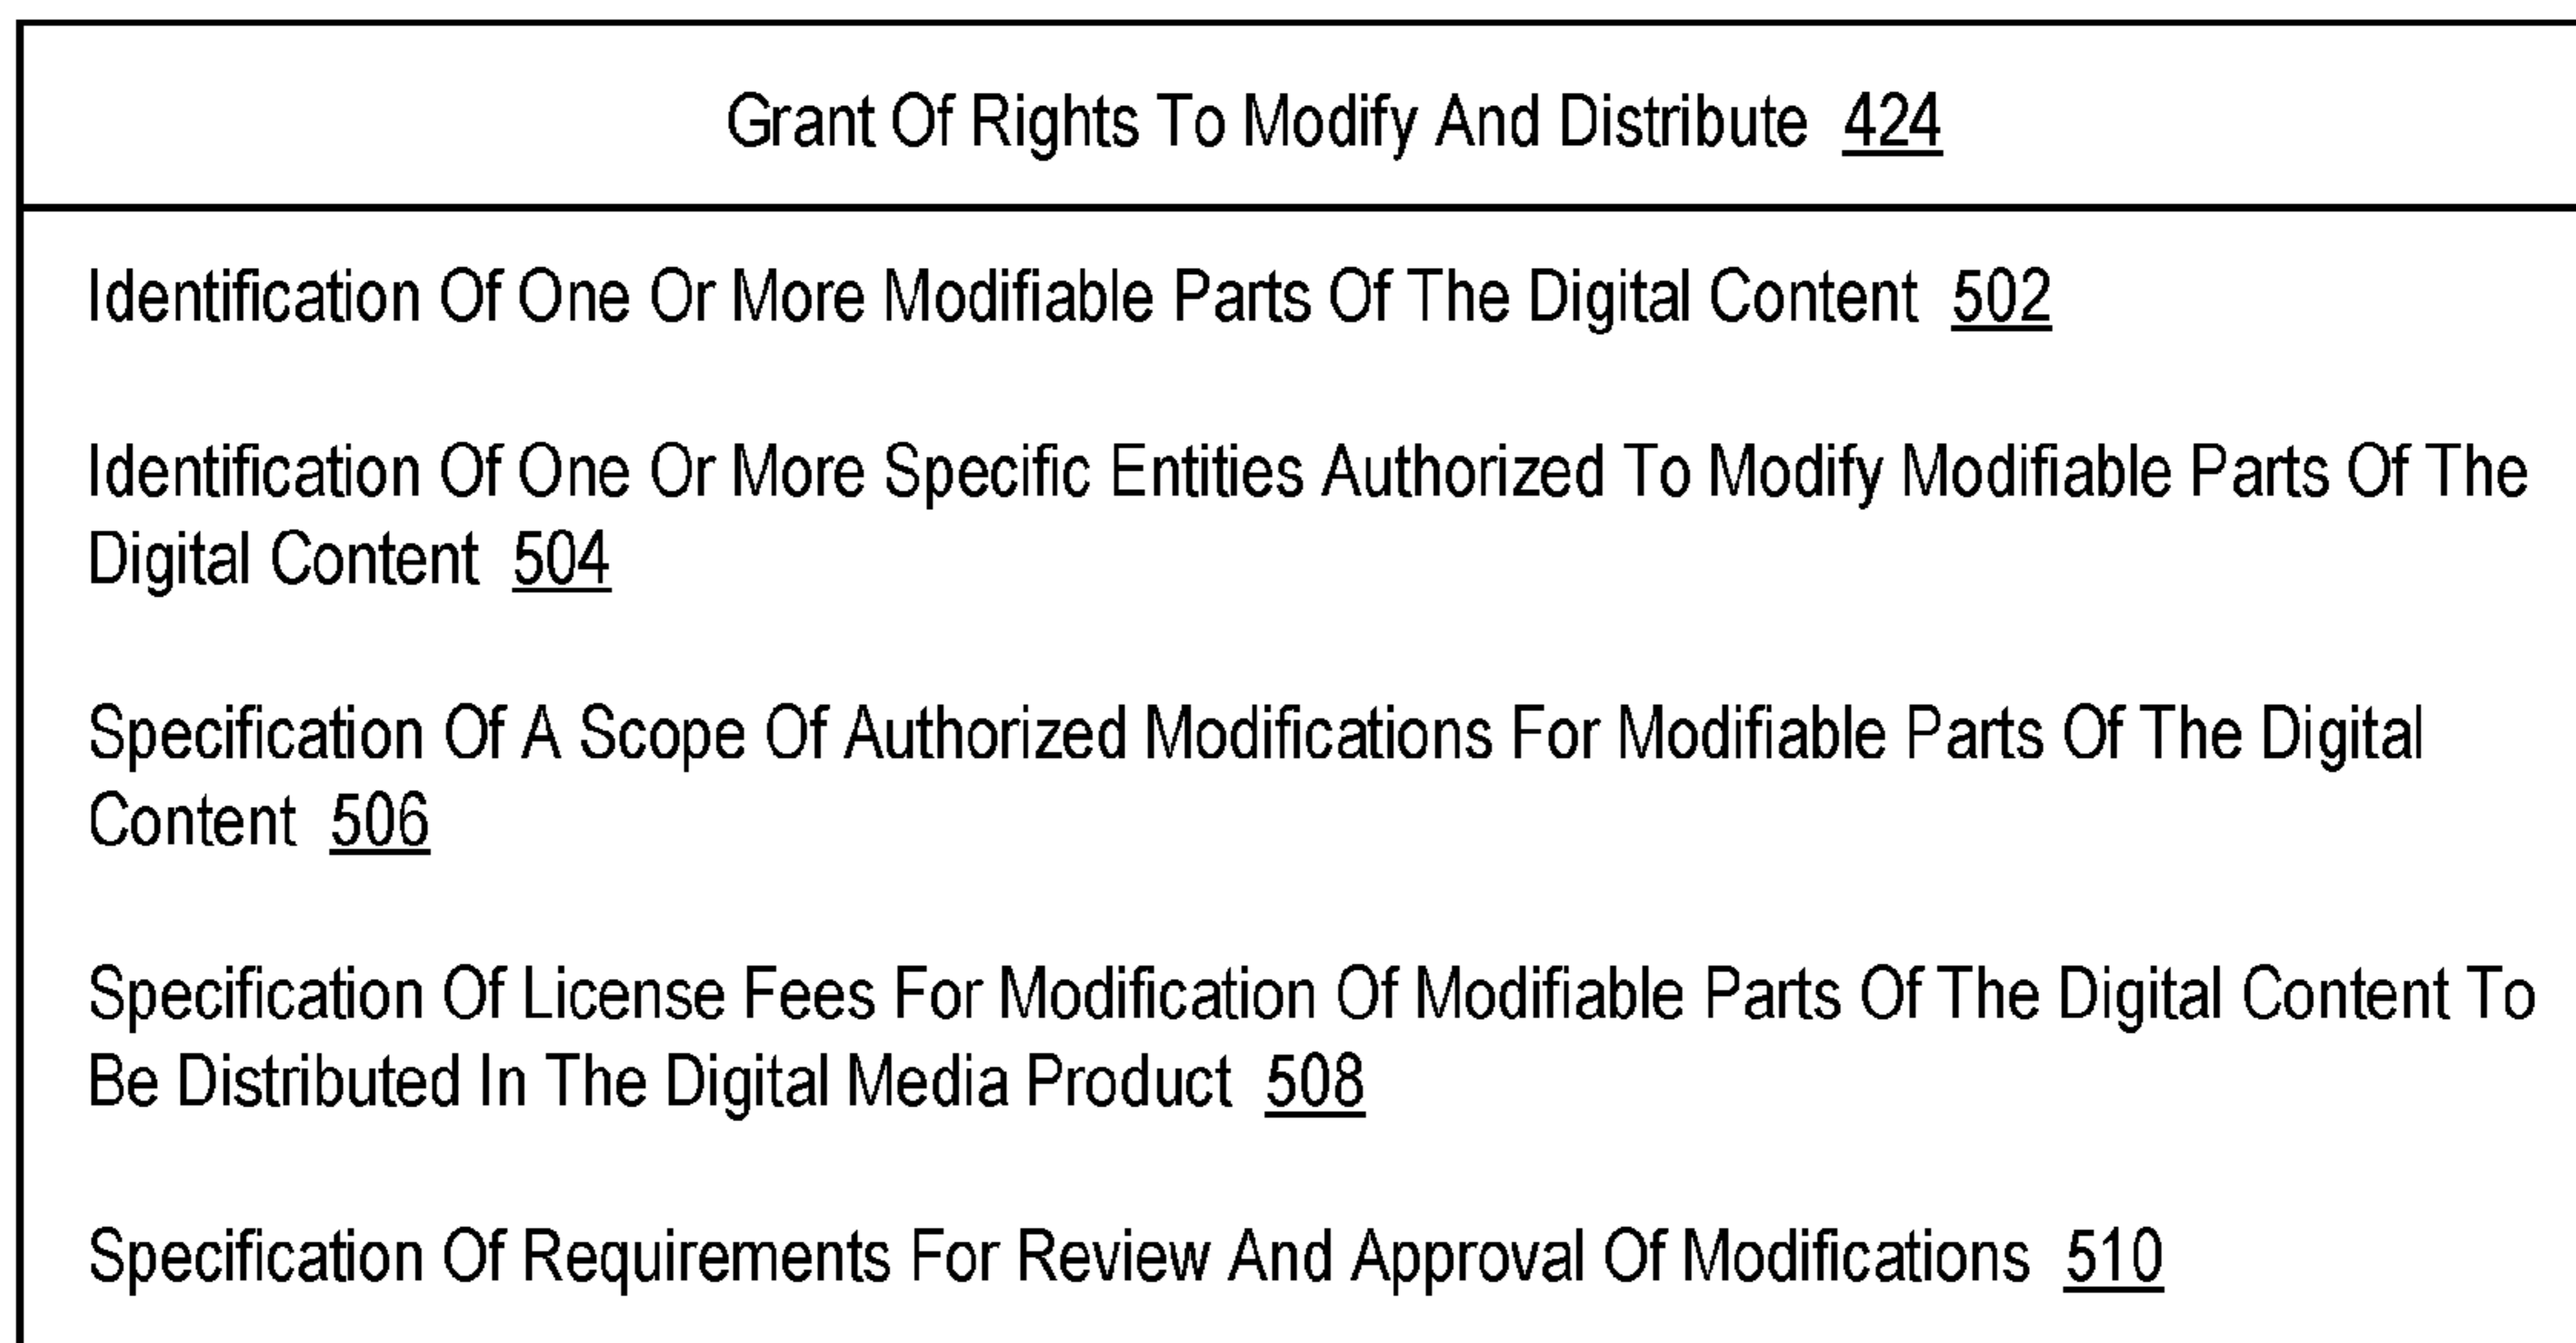 Grant Of Rights To Modify And Distribute 424
Identification Of One Or More Modifiable Parts Of The Digital Content 502
Identification Of One Or More Specific Entities Authorized To Modify Modifiable Parts Of The
Digital Content 504
Specification Of A Scope Of Authorized Modifications For Modifiable Parts Of The Digital
Content 506
Specification Of License Fees For Modification Of Modifiable Parts Of The Digital Content To
Be Distributed In The Digital Media Product 508
Specification Of Requirements For Review And Approval Of Modifications 510